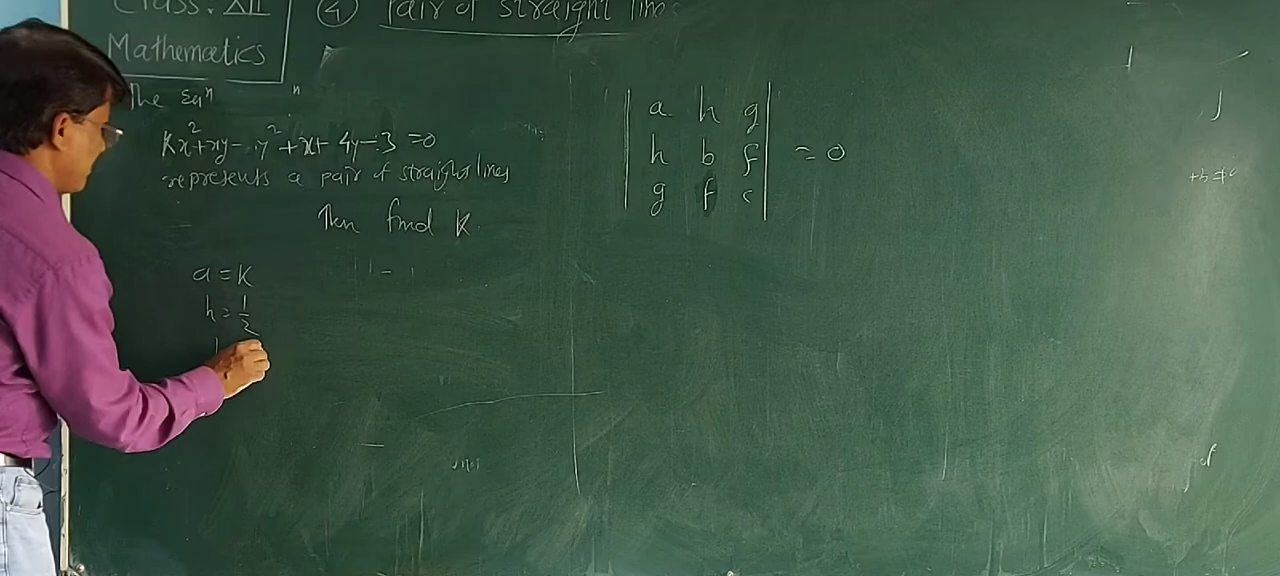 Class: XII ④ Pair of straight lines
Mathematics
The Eqⁿ
Kx²+xy-y²+x+4y-3=0
represents a pair of straight lines
Then find K.
a = K
h = 1/2
a h g
h b f = 0
g f c